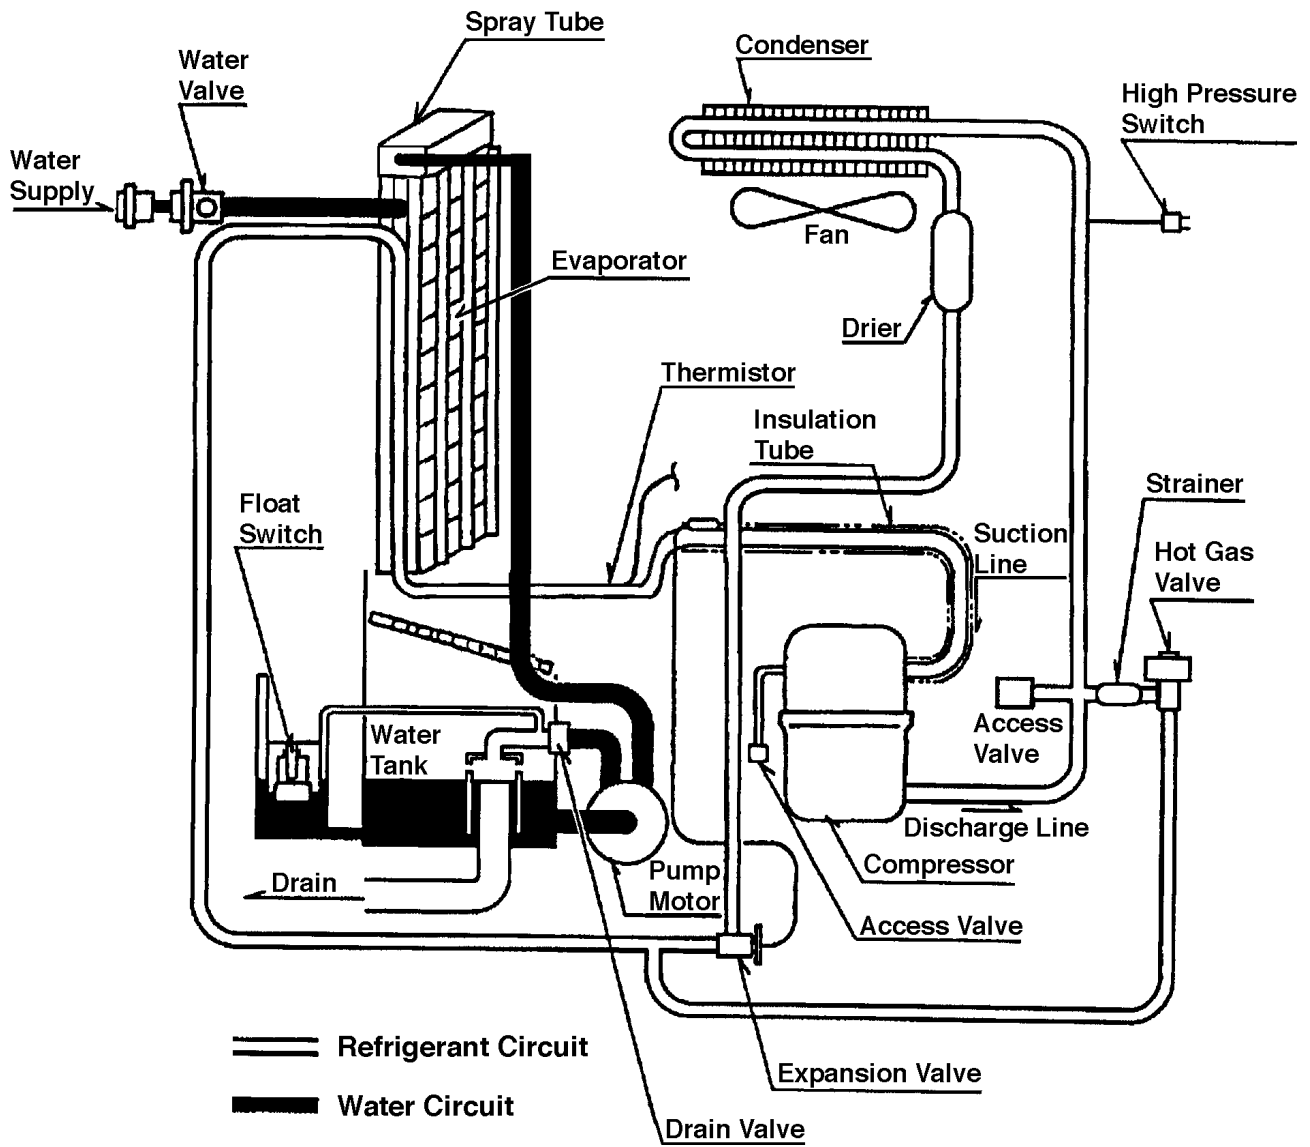 Spray Tube
Water
Valve
Condenser
High Pressure
Switch
Water
Supply
Fan
Evaporator
Drier
Thermistor
Insulation
Tube
Strainer
Float
Switch
Suction
Line
Hot Gas
Valve
Access
Valve
Water
Tank
Discharge Line
Compressor
Drain
Pump
Motor
Access Valve
Refrigerant Circuit
Expansion Valve
Water Circuit
Drain Valve